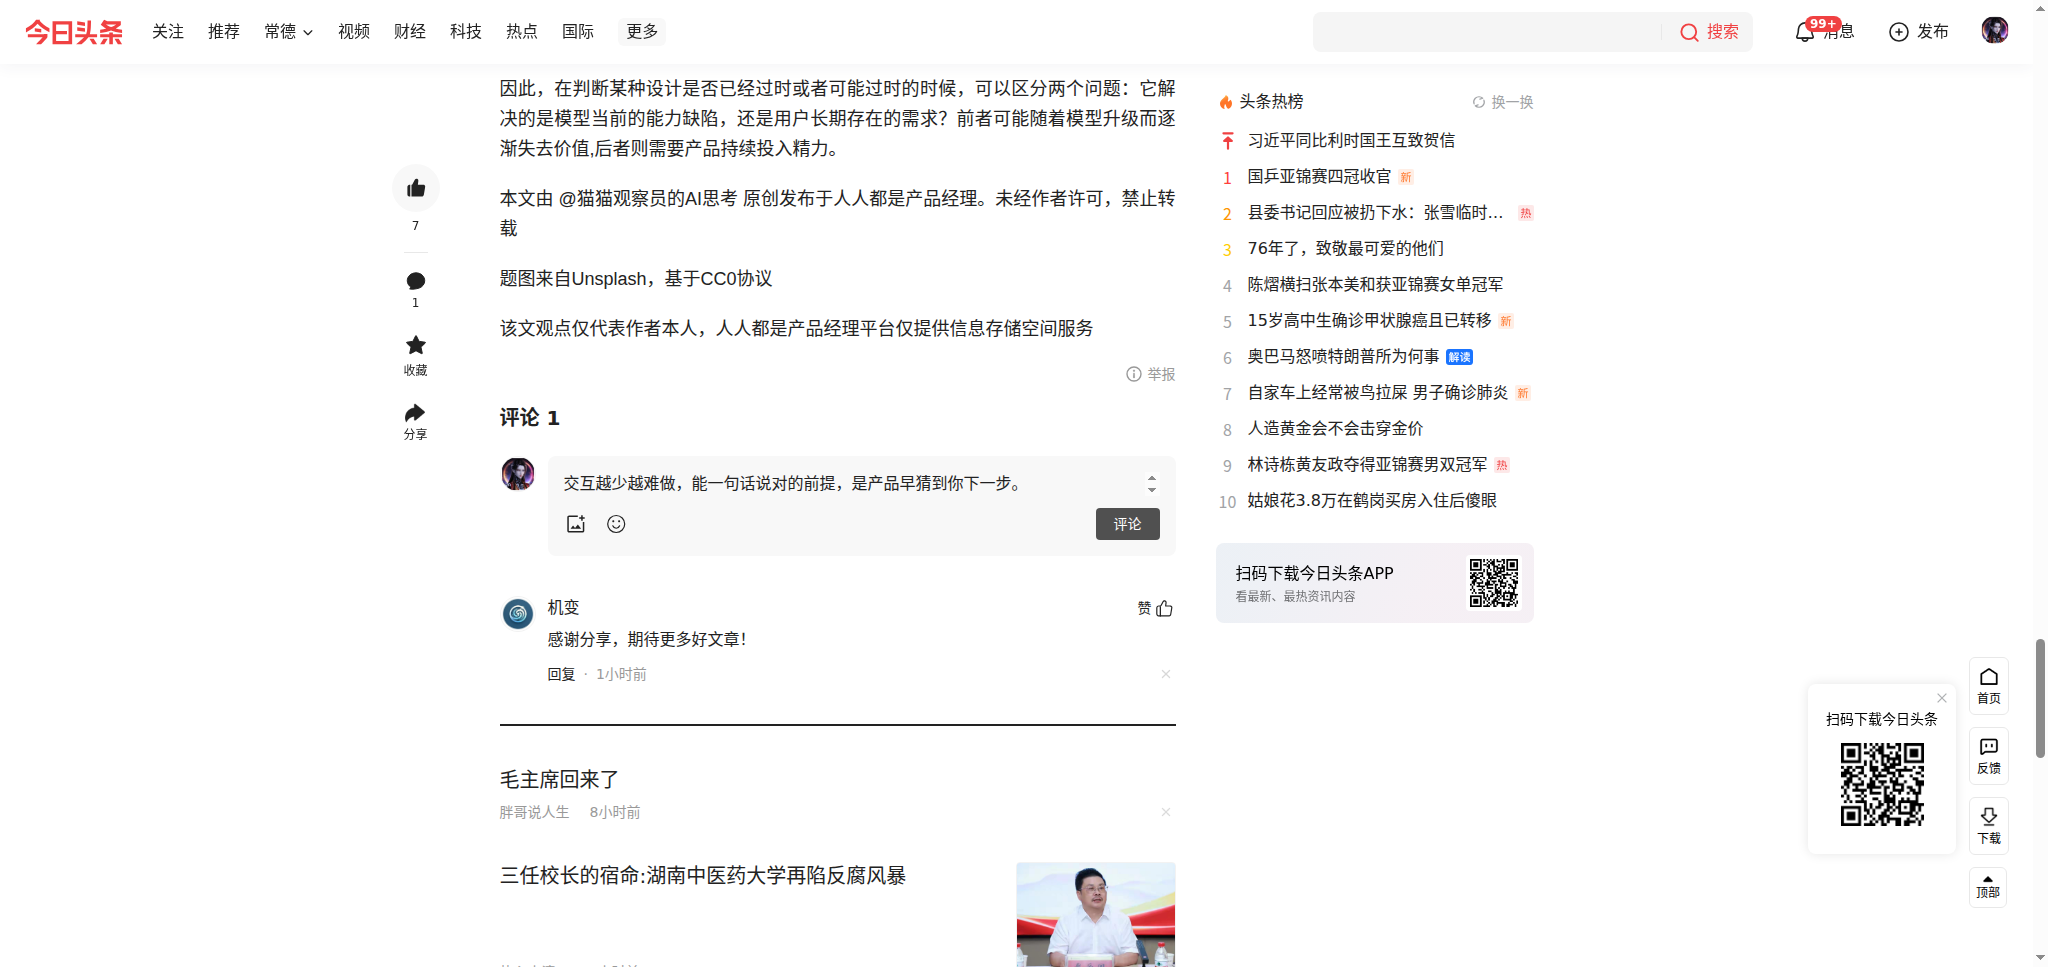 今日头条
关注 推荐 常德 视频 财经 科技 热点 国际 更多
搜索
99+
消息
发布
因此，在判断某种设计是否已经过时或者可能过时的时候，可以区分两个问题：它解
决的是模型当前的能力缺陷，还是用户长期存在的需求？前者可能随着模型升级而逐
渐失去价值,后者则需要产品持续投入精力。
本文由 @猫猫观察员的AI思考 原创发布于人人都是产品经理。未经作者许可，禁止转
载
题图来自Unsplash，基于CC0协议
该文观点仅代表作者本人，人人都是产品经理平台仅提供信息存储空间服务
举报
7
1
收藏
分享
评论 1
交互越少越难做，能一句话说对的前提，是产品早猜到你下一步。
评论
机变
赞
感谢分享，期待更多好文章！
回复 · 1小时前
毛主席回来了
胖哥说人生 8小时前
三任校长的宿命:湖南中医药大学再陷反腐风暴
头条热榜
换一换
习近平同比利时国王互致贺信
1 国乒亚锦赛四冠收官 新
2 县委书记回应被扔下水：张雪临时... 热
3 76年了，致敬最可爱的他们
4 陈熠横扫张本美和获亚锦赛女单冠军
5 15岁高中生确诊甲状腺癌且已转移 新
6 奥巴马怒喷特朗普所为何事 解读
7 自家车上经常被鸟拉屎 男子确诊肺炎 新
8 人造黄金会不会击穿金价
9 林诗栋黄友政夺得亚锦赛男双冠军 热
10 姑娘花3.8万在鹤岗买房入住后傻眼
扫码下载今日头条APP
看最新、最热资讯内容
扫码下载今日头条
首页
反馈
下载
顶部